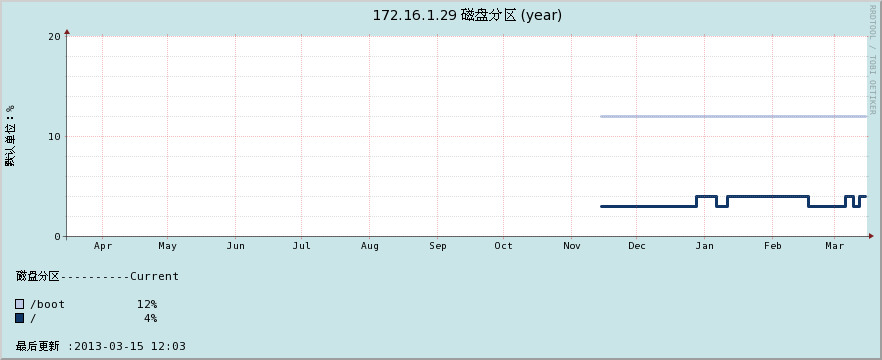 172.16.1.29 磁盘分区 (year)
RRDTOOL / TOBI OETIKER
默认单位：%
20
10
0
Apr May Jun Jul Aug Sep Oct Nov Dec Jan Feb Mar
磁盘分区----------Current
/boot 12%
/ 4%
最后更新 :2013-03-15 12:03